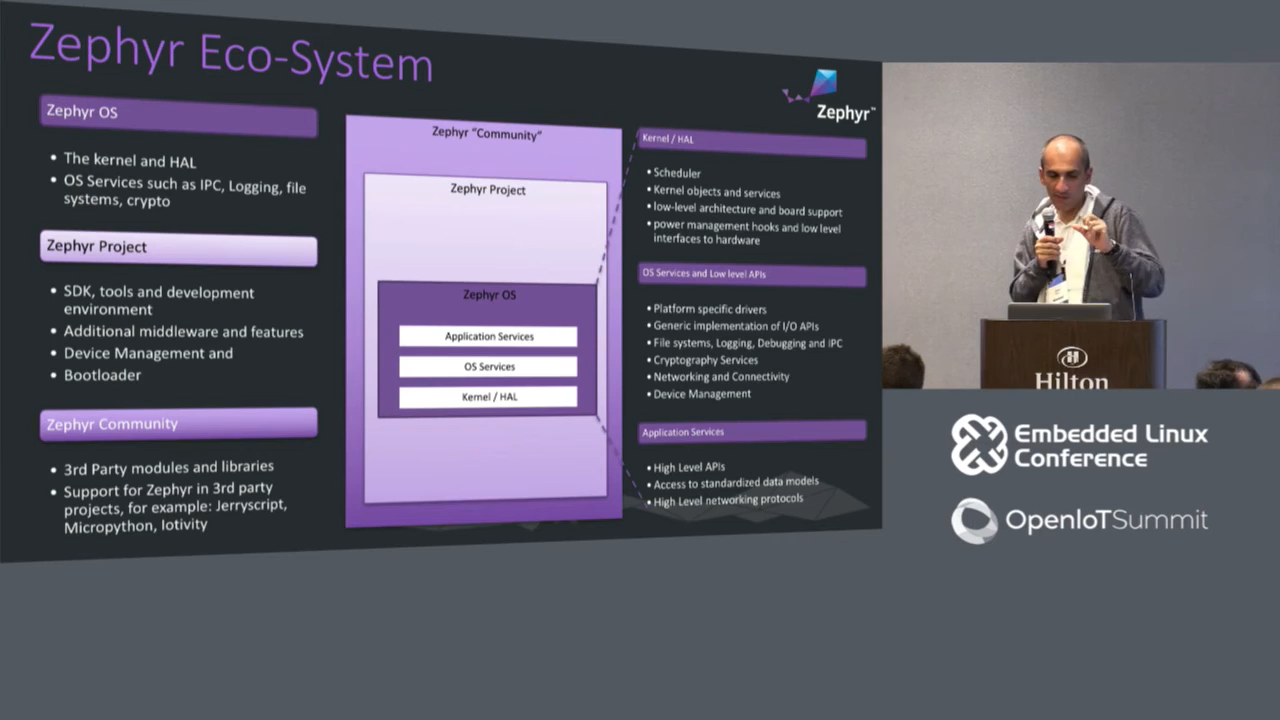 Zephyr Eco-System
Zephyr™
Zephyr OS
• The kernel and HAL
• OS Services such as IPC, Logging, file
systems, crypto
Zephyr Project
• SDK, tools and development
environment
• Additional middleware and features
• Device Management and
• Bootloader
Zephyr Community
• 3rd Party modules and libraries
• Support for Zephyr in 3rd party
projects, for example: Jerryscript,
Micropython, Iotivity
Zephyr "Community"
Zephyr Project
Zephyr OS
Application Services
OS Services
Kernel / HAL
Kernel / HAL
• Scheduler
• Kernel objects and services
• low-level architecture and board support
• power management hooks and low level
interfaces to hardware
OS Services and Low level APIs
• Platform specific drivers
• Generic implementation of I/O APIs
• File systems, Logging, Debugging and IPC
• Cryptography Services
• Networking and Connectivity
• Device Management
Application Services
• High Level APIs
• Access to standardized data models
• High Level networking protocols
Hilton
Embedded Linux
Conference
OpenIoTSummit